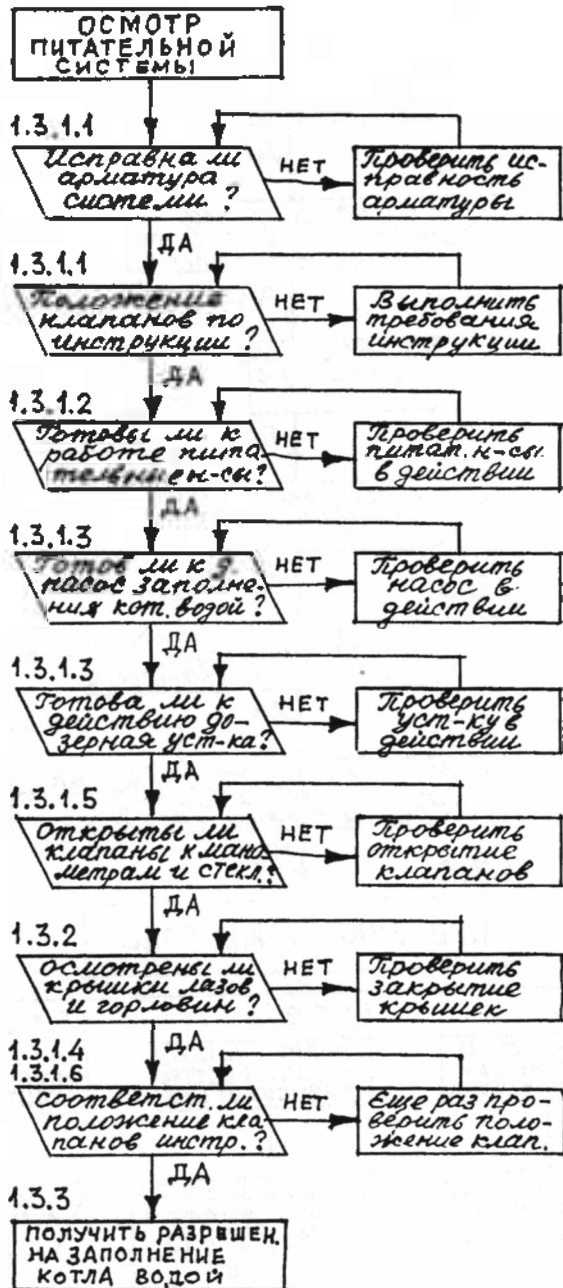 ОСМОТР
ПИТАТЕЛЬНОЙ
СИСТЕМЫ
1.3.1.1
Исправна ли
арматура
системи ?
НЕТ
Проверить ис-
правность
арматуры
ДА
1.3.1.1
Положение
клапанов по
инструкции ?
НЕТ
Выполнить
требования
инструкции
ДА
1.3.1.2
Готовы ли к
работе пита
тельные н-сы?
НЕТ
Проверить
питат. н-сы
в действии
ДА
1.3.1.3
Готов ли к д.
насос заполне-
ния кот. водой ?
НЕТ
Проверить
насос в
действии
ДА
1.3.1.3
Готова ли к
действию до-
зерная уст-ка?
НЕТ
Проверить
уст-ку в
действии
ДА
1.3.1.5
Открыты ли
клапаны к мано
метрам и стекл.?
НЕТ
Проверить
открытие
клапанов
ДА
1.3.2
осмотрены ли
крышки лазов
и горловин ?
НЕТ
Проверить
закрытие
крышек
ДА
1.3.1.4
1.3.1.6
соответст. ли
положение кла-
панов инстр. ?
НЕТ
Еще раз про-
верить поло-
жение клап.
ДА
1.3.3
ПОЛУЧИТЬ РАЗРЕШЕН.
НА ЗАПОЛНЕНИЕ
КОТЛА ВОДОЙ